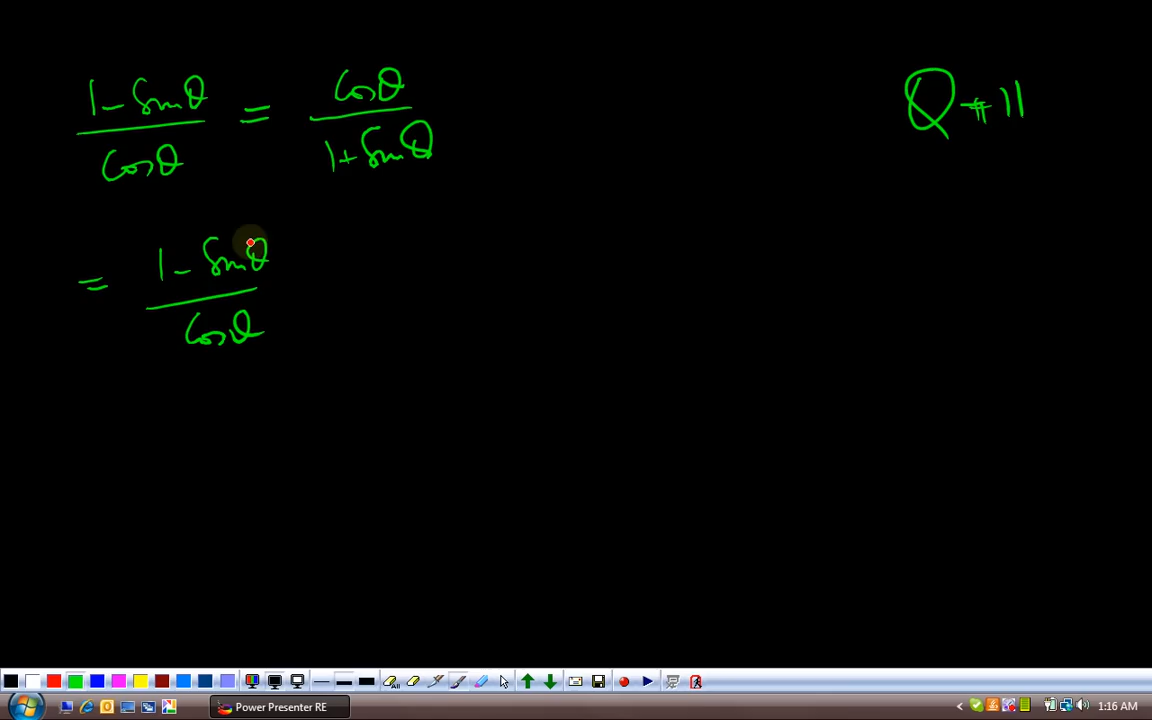 1 - sinθ / cosθ = cosθ / 1 + sinθ
Q # 11
= 1 - sinθ / cosθ
Power Presenter RE
1:16 AM